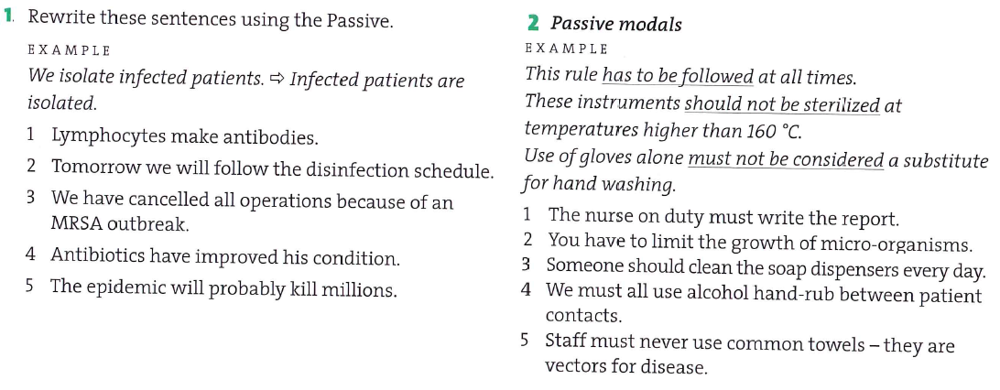 1. Rewrite these sentences using the Passive.
EXAMPLE
We isolate infected patients. ⇨ Infected patients are
isolated.
1 Lymphocytes make antibodies.
2 Tomorrow we will follow the disinfection schedule.
3 We have cancelled all operations because of an
MRSA outbreak.
4 Antibiotics have improved his condition.
5 The epidemic will probably kill millions.
2 Passive modals
EXAMPLE
This rule has to be followed at all times.
These instruments should not be sterilized at
temperatures higher than 160 °C.
Use of gloves alone must not be considered a substitute
for hand washing.
1 The nurse on duty must write the report.
2 You have to limit the growth of micro-organisms.
3 Someone should clean the soap dispensers every day.
4 We must all use alcohol hand-rub between patient
contacts.
5 Staff must never use common towels – they are
vectors for disease.